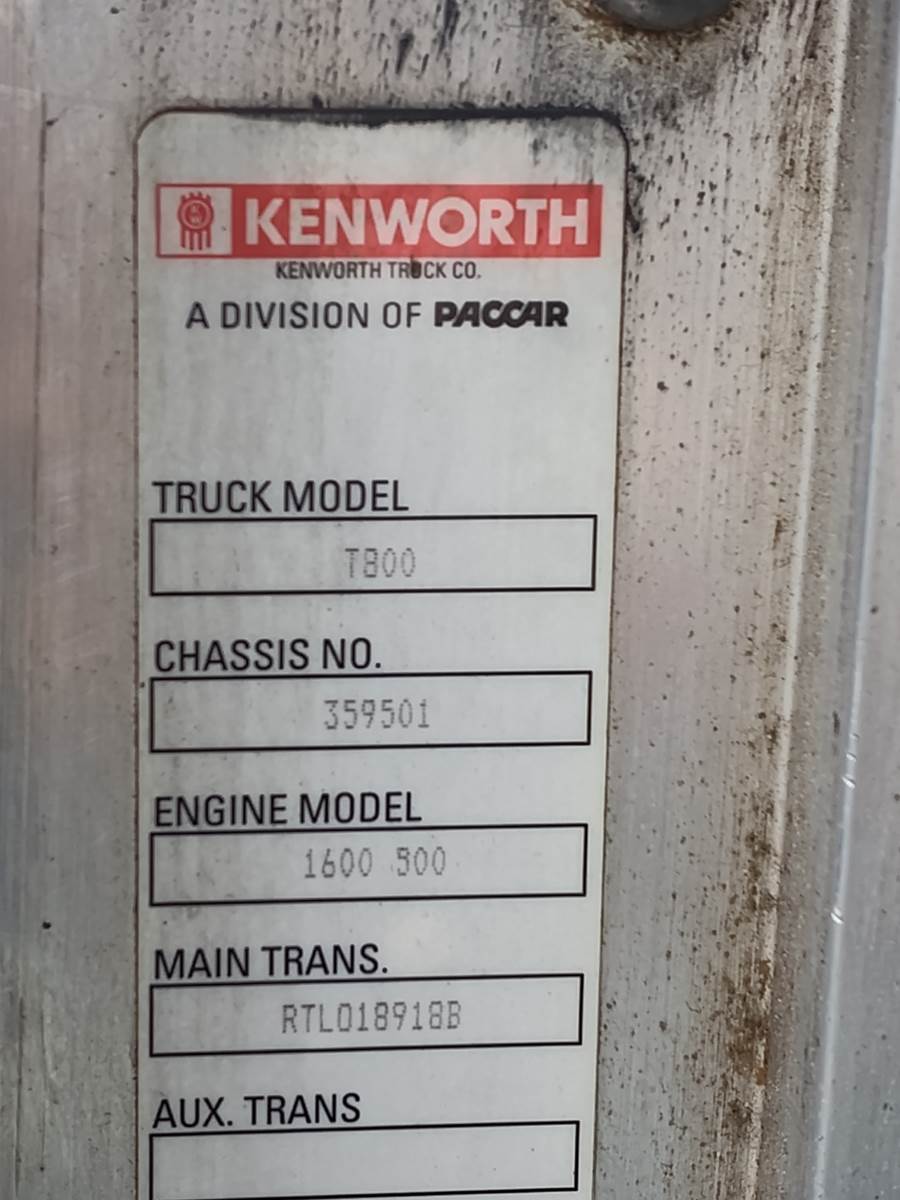 KENWORTH
KENWORTH TRUCK CO.
A DIVISION OF PACCAR
TRUCK MODEL
T800
CHASSIS NO.
359501
ENGINE MODEL
1600 500
MAIN TRANS.
RTLO18918B
AUX. TRANS